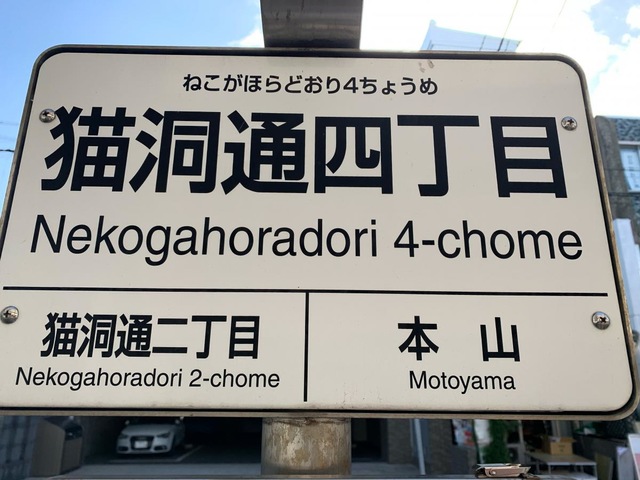 ねこがほらどおり4ちょうめ
猫洞通四丁目
Nekogahoradori 4-chome
猫洞通二丁目
Nekogahoradori 2-chome
本山
Motoyama